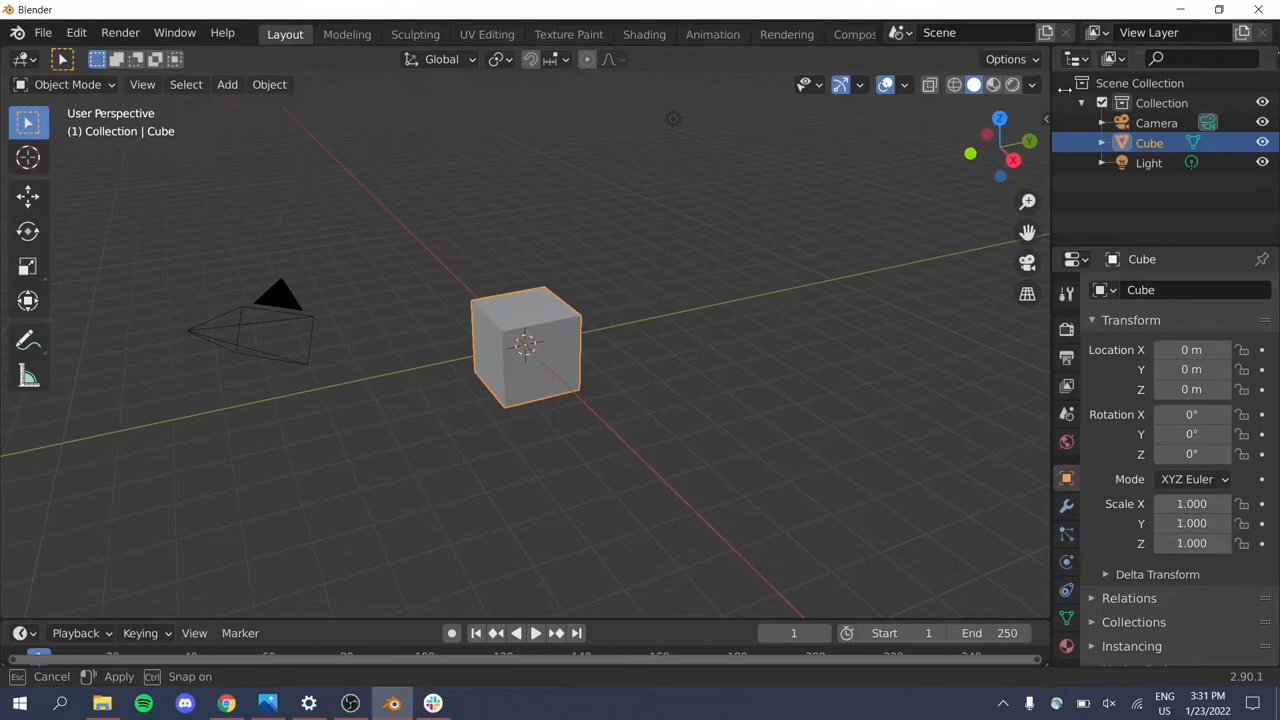 Blender
File Edit Render Window Help Layout Modeling Sculpting UV Editing Texture Paint Shading Animation Rendering Compos Scene View Layer
Global Options
Object Mode View Select Add Object
User Perspective
(1) Collection | Cube
Z
Y
X
Scene Collection
Collection
Camera
Cube
Light
Cube
Cube
Transform
Location X 0 m
Y 0 m
Z 0 m
Rotation X 0°
Y 0°
Z 0°
Mode XYZ Euler
Scale X 1.000
Y 1.000
Z 1.000
Delta Transform
Relations
Collections
Instancing
Playback Keying View Marker 1 Start 1 End 250
Esc Cancel Apply Ctrl Snap on 2.90.1
ENG
US
3:31 PM
1/23/2022